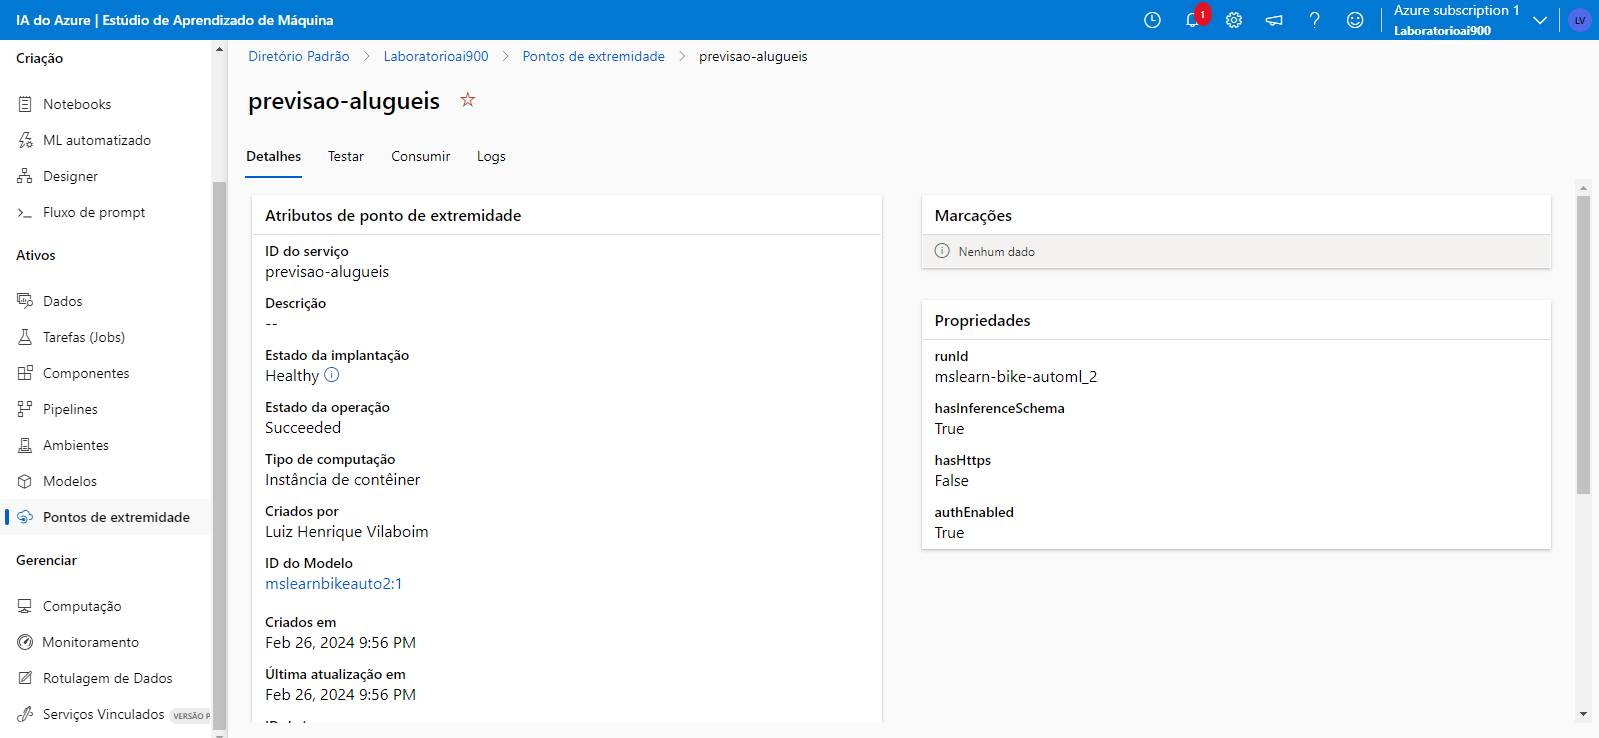 IA do Azure | Estúdio de Aprendizado de Máquina
1
Azure subscription 1
Laboratorioai900
LV
Criação
Notebooks
ML automatizado
Designer
Fluxo de prompt
Ativos
Dados
Tarefas (Jobs)
Componentes
Pipelines
Ambientes
Modelos
Pontos de extremidade
Gerenciar
Computação
Monitoramento
Rotulagem de Dados
Serviços Vinculados VERSÃO P
Diretório Padrão > Laboratorioai900 > Pontos de extremidade > previsao-alugueis
previsao-alugueis
Detalhes Testar Consumir Logs
Atributos de ponto de extremidade
ID do serviço
previsao-alugueis
Descrição
--
Estado da implantação
Healthy
Estado da operação
Succeeded
Tipo de computação
Instância de contêiner
Criados por
Luiz Henrique Vilaboim
ID do Modelo
mslearnbikeauto2:1
Criados em
Feb 26, 2024 9:56 PM
Última atualização em
Feb 26, 2024 9:56 PM
Marcações
Nenhum dado
Propriedades
runId
mslearn-bike-automl_2
hasInferenceSchema
True
hasHttps
False
authEnabled
True